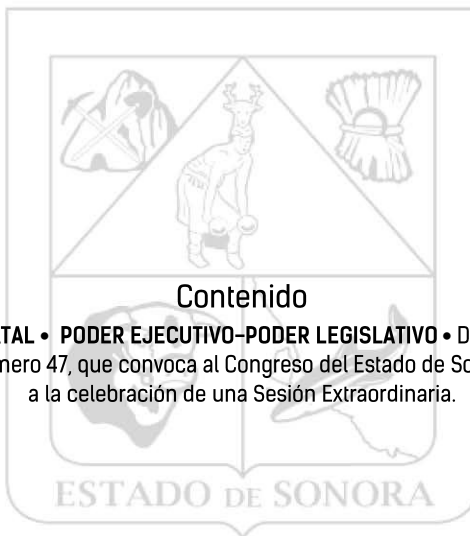 Contenido
TAL • PODER EJECUTIVO-PODER LEGISLATIVO • D
mero 47, que convoca al Congreso del Estado de So
a la celebración de una Sesión Extraordinaria.
ESTADO DE SONORA